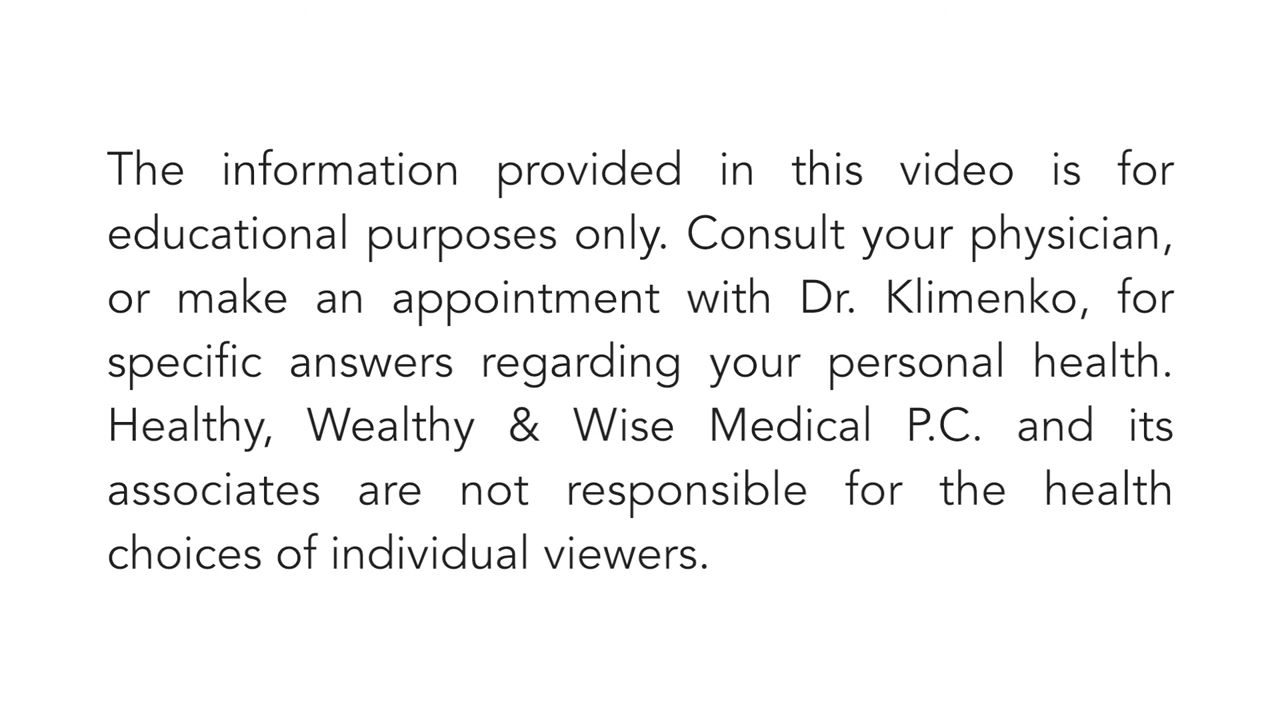 The information provided in this video is for
educational purposes only. Consult your physician,
or make an appointment with Dr. Klimenko, for
specific answers regarding your personal health.
Healthy, Wealthy & Wise Medical P.C. and its
associates are not responsible for the health
choices of individual viewers.